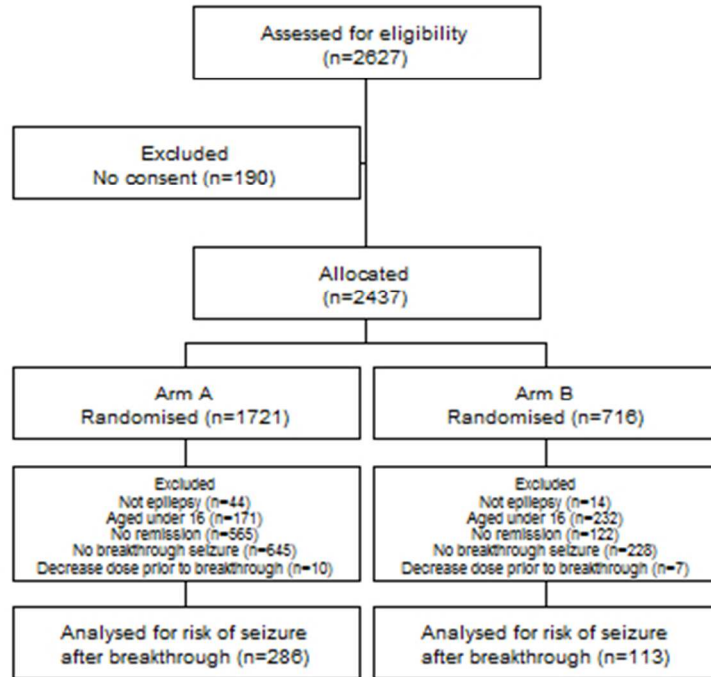 Assessed for eligibility
(n=2627)
Excluded
No consent (n=190)
Allocated
(n=2437)
Arm A
Randomised (n=1721)
Arm B
Randomised (n=716)
Excluded
Not epilepsy (n=44)
Aged under 16 (n=171)
No remission (n=565)
No breakthrough seizure (n=645)
Decrease dose prior to breakthrough (n=10)
Excluded
Not epilepsy (n=14)
Aged under 16 (n=232)
No remission (n=122)
No breakthrough seizure (n=228)
Decrease dose prior to breakthrough (n=7)
Analysed for risk of seizure
after breakthrough (n=286)
Analysed for risk of seizure
after breakthrough (n=113)